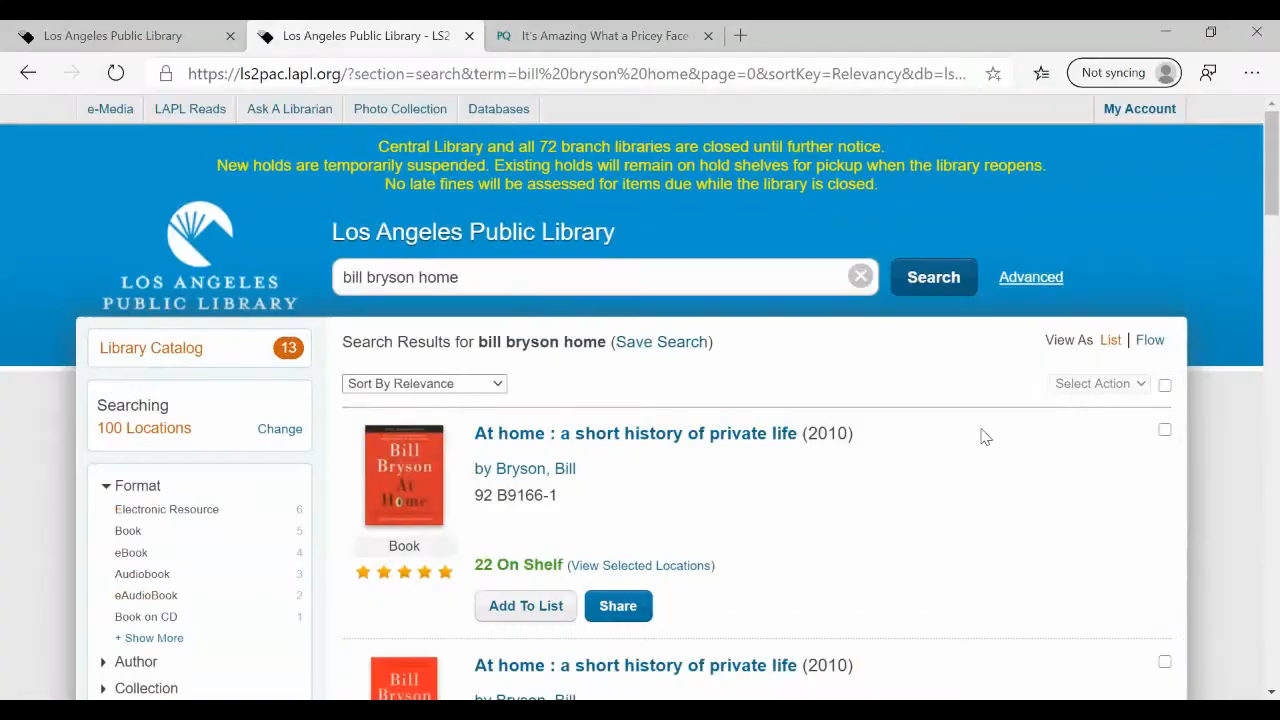 Los Angeles Public Library
Los Angeles Public Library - LS2
PQ It's Amazing What a Pricey Face
https://ls2pac.lapl.org/?section=search&term=bill%20bryson%20home&page=0&sortKey=Relevancy&db=ls...
Not syncing
e-Media
LAPL Reads
Ask A Librarian
Photo Collection
Databases
My Account
Central Library and all 72 branch libraries are closed until further notice.
New holds are temporarily suspended. Existing holds will remain on hold shelves for pickup when the library reopens.
No late fines will be assessed for items due while the library is closed.
LOS ANGELES
PUBLIC LIBRARY
Los Angeles Public Library
bill bryson home
Search
Advanced
Library Catalog 13
Searching
100 Locations
Change
Format
Electronic Resource 6
Book 5
eBook 4
Audiobook 3
eAudioBook 2
Book on CD 1
+ Show More
Author
Collection
Search Results for bill bryson home (Save Search)
View As List | Flow
Sort By Relevance
Select Action
Bill
Bryson
At
Home
Book
At home : a short history of private life (2010)
by Bryson, Bill
92 B9166-1
22 On Shelf (View Selected Locations)
Add To List
Share
Bill
Bryson
At home : a short history of private life (2010)
by Bryson, Bill